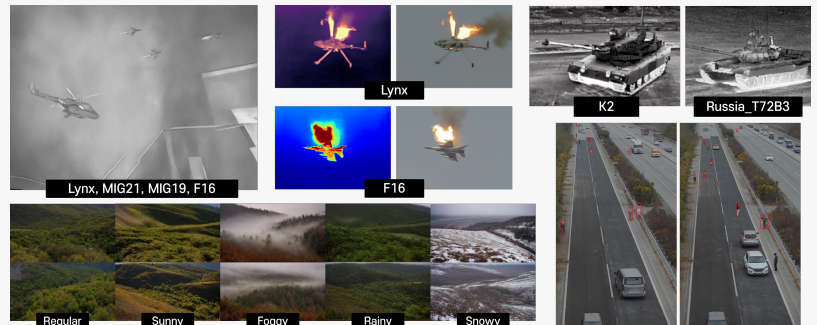 Lynx, MIG21, MIG19, F16
Lynx
F16
K2
Russia_T72B3
Regular
Sunny
Foggy
Rainy
Snowy